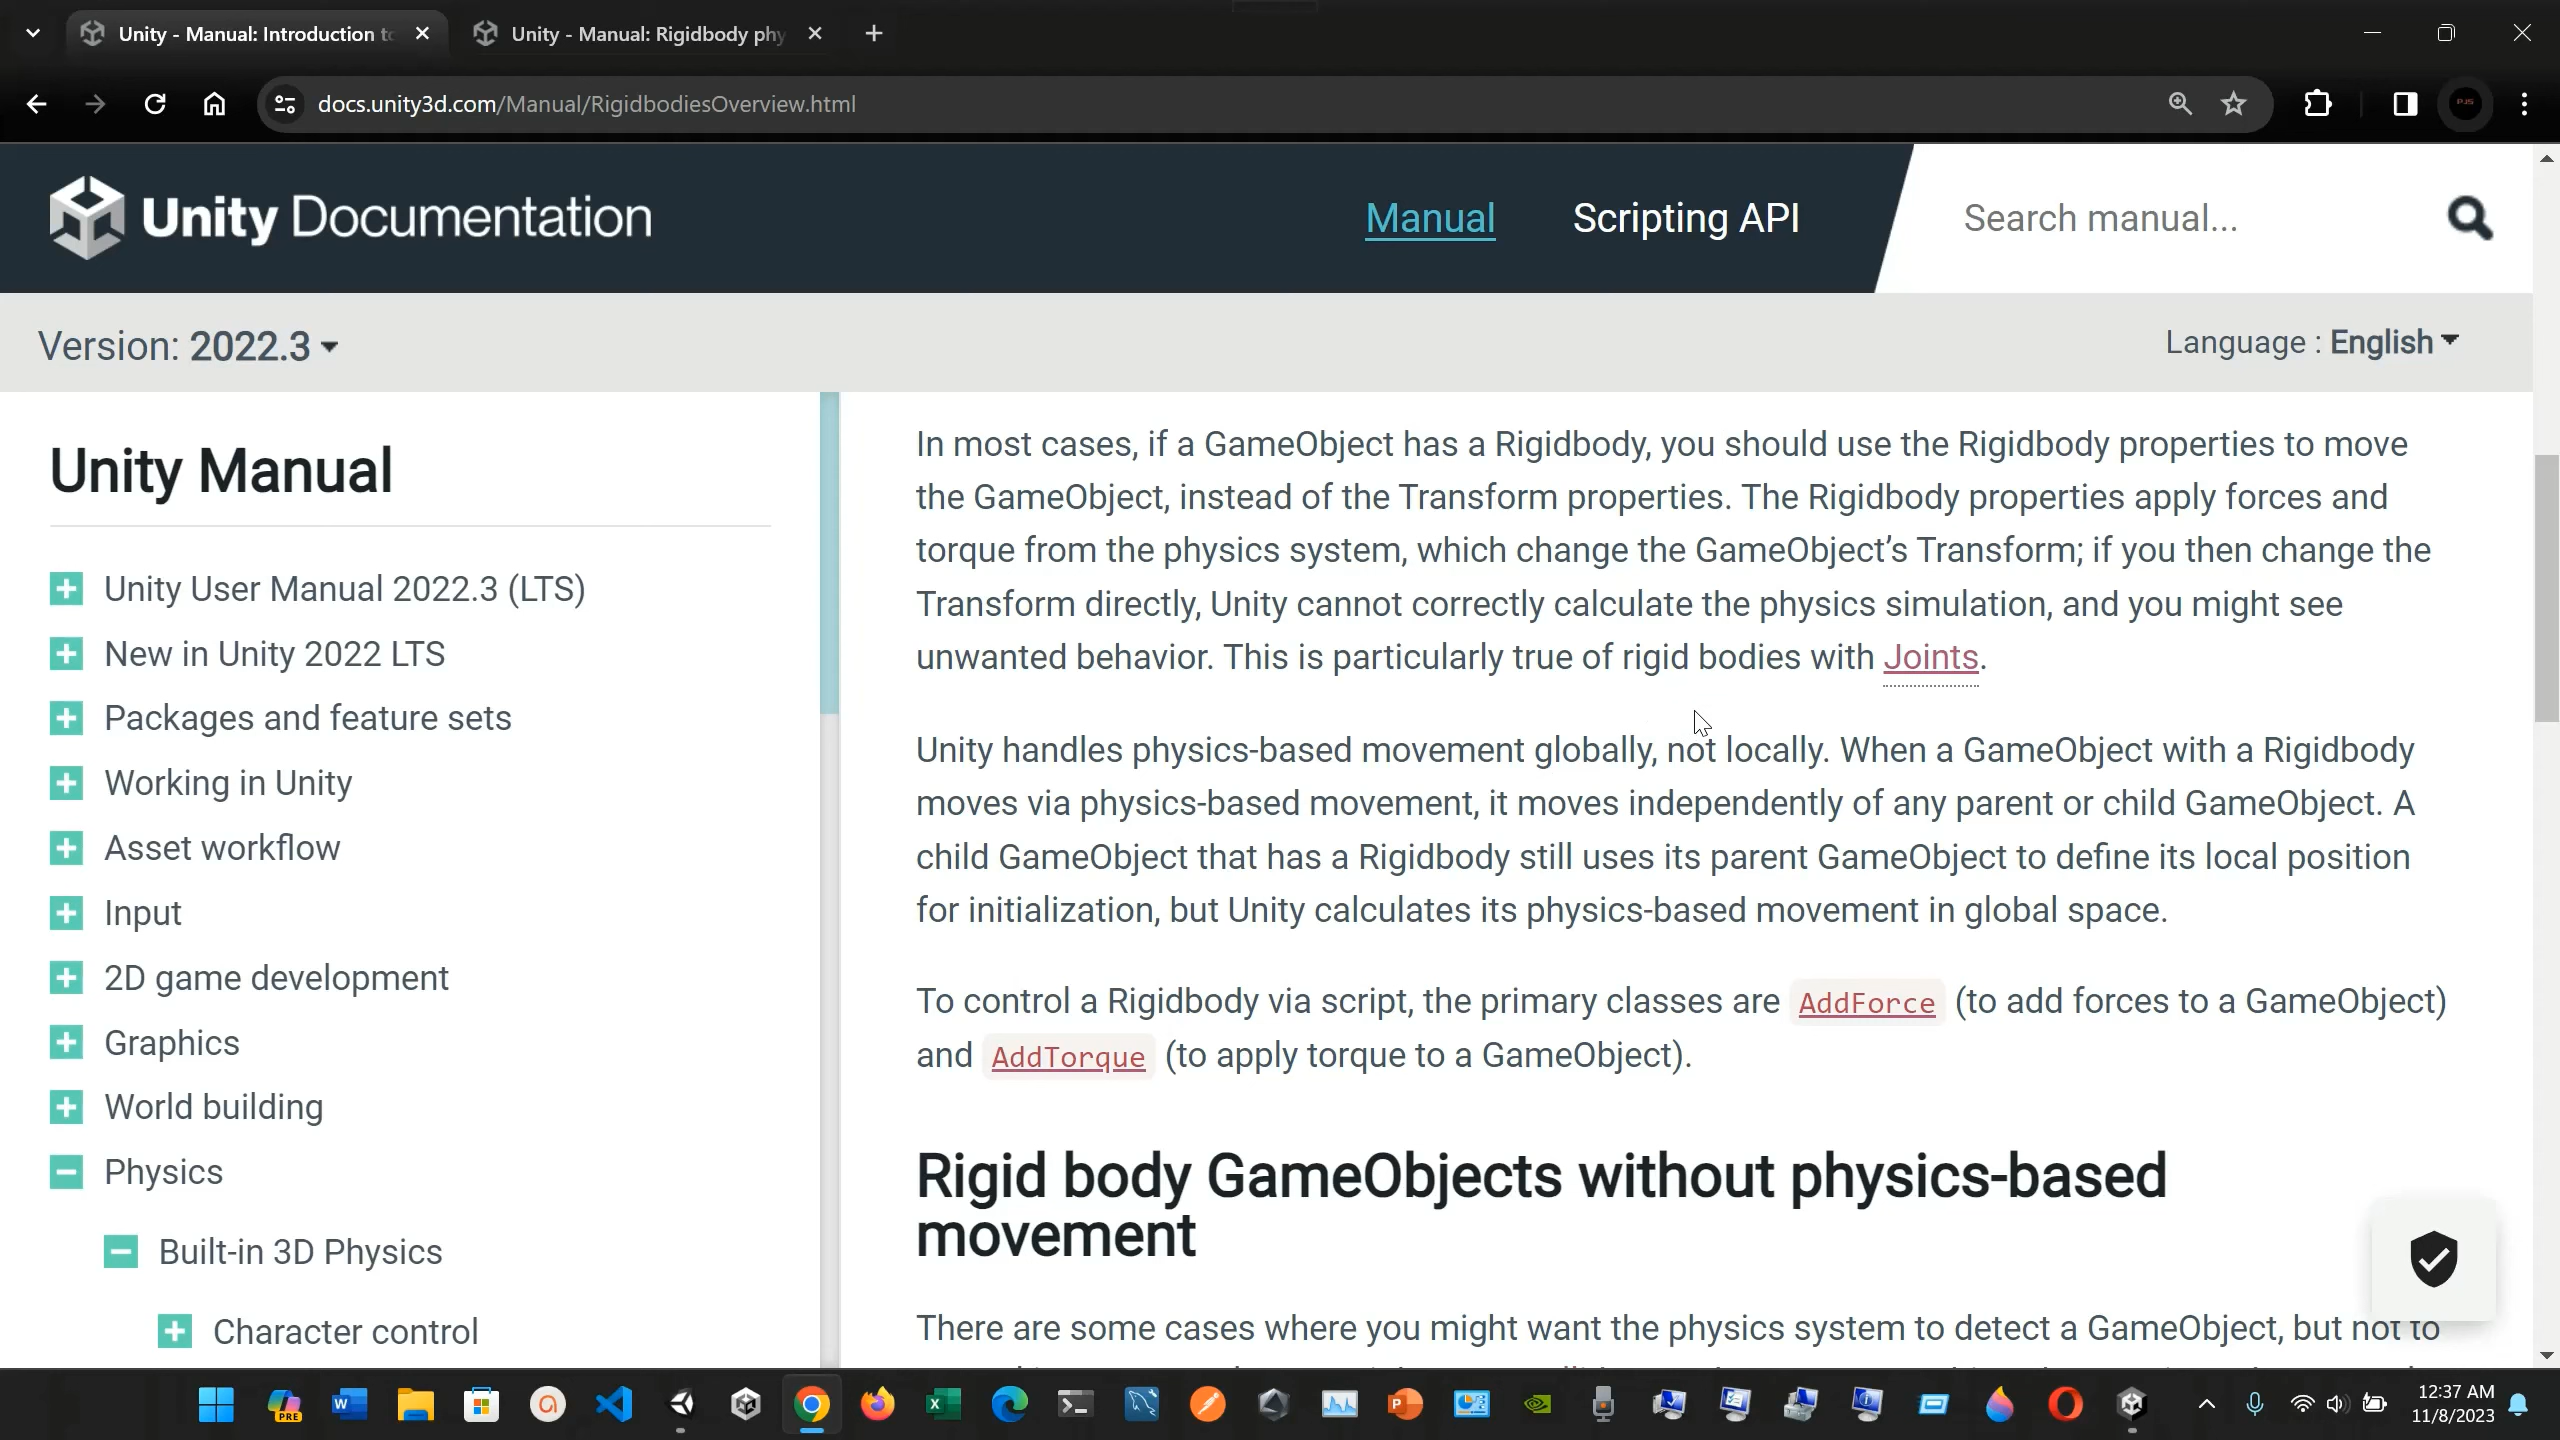 Unity - Manual: Introduction to
Unity - Manual: Rigidbody phy
docs.unity3d.com/Manual/RigidbodiesOverview.html
PJS
Unity Documentation
Manual
Scripting API
Search manual...
Version: 2022.3
Language : English
Unity Manual
Unity User Manual 2022.3 (LTS)
New in Unity 2022 LTS
Packages and feature sets
Working in Unity
Asset workflow
Input
2D game development
Graphics
World building
Physics
Built-in 3D Physics
Character control
In most cases, if a GameObject has a Rigidbody, you should use the Rigidbody properties to move
the GameObject, instead of the Transform properties. The Rigidbody properties apply forces and
torque from the physics system, which change the GameObject’s Transform; if you then change the
Transform directly, Unity cannot correctly calculate the physics simulation, and you might see
unwanted behavior. This is particularly true of rigid bodies with Joints.
Unity handles physics-based movement globally, not locally. When a GameObject with a Rigidbody
moves via physics-based movement, it moves independently of any parent or child GameObject. A
child GameObject that has a Rigidbody still uses its parent GameObject to define its local position
for initialization, but Unity calculates its physics-based movement in global space.
To control a Rigidbody via script, the primary classes are AddForce (to add forces to a GameObject)
and AddTorque (to apply torque to a GameObject).
Rigid body GameObjects without physics-based
movement
There are some cases where you might want the physics system to detect a GameObject, but not to
PRE
12:37 AM
11/8/2023